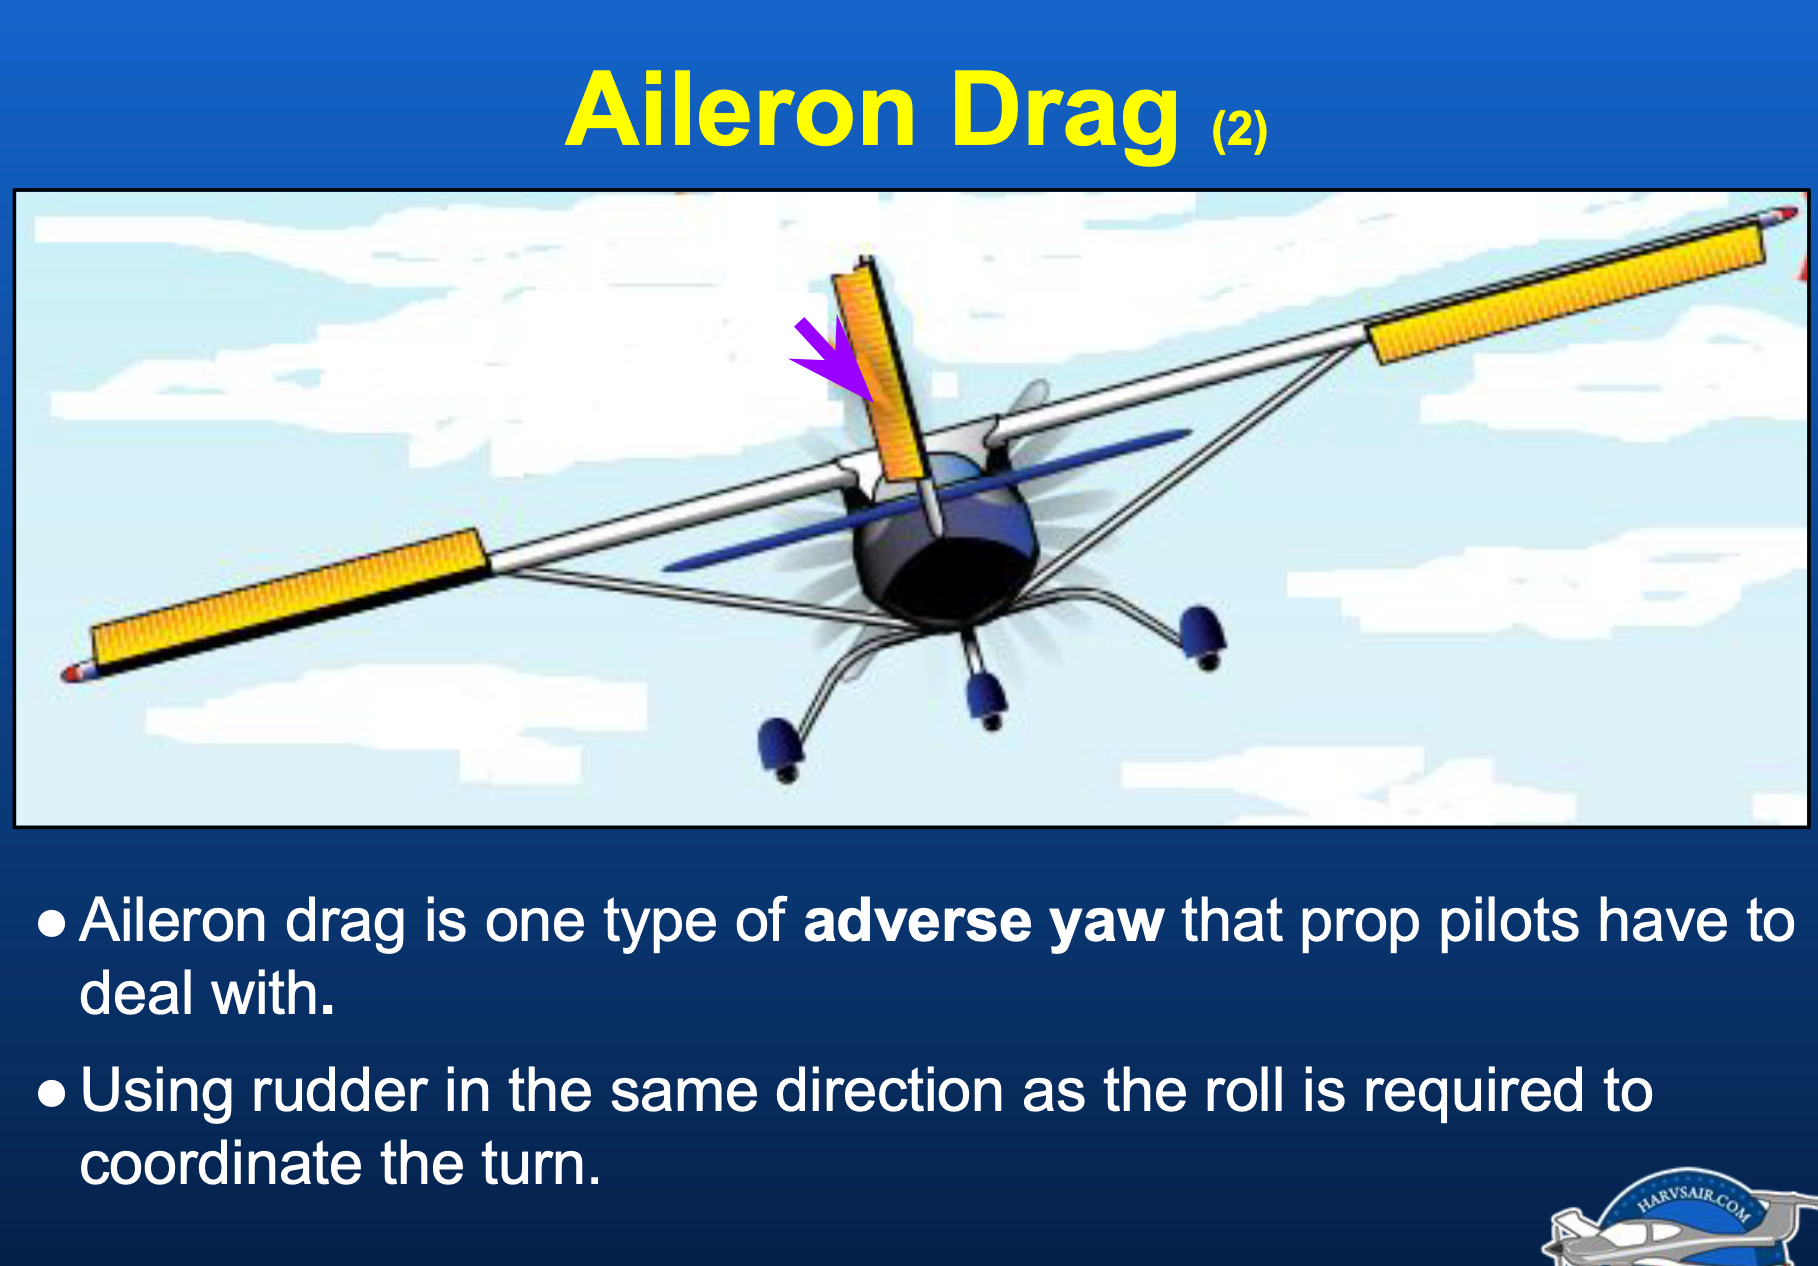 Aileron Drag (2)
● Aileron drag is one type of adverse yaw that prop pilots have to
deal with.
● Using rudder in the same direction as the roll is required to
coordinate the turn.
HARVSAIR.COM